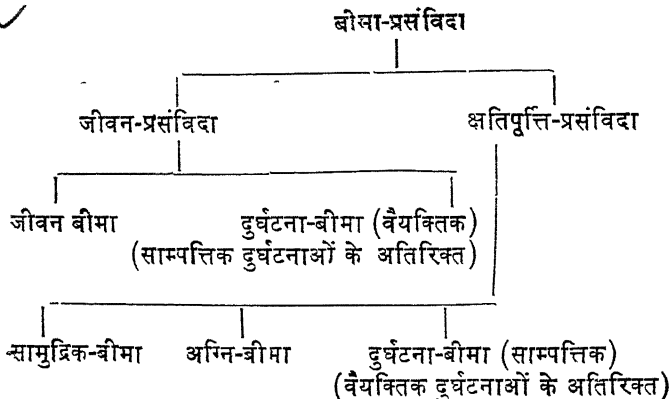 बीमा-प्रसंविदा
जीवन-प्रसंविदा क्षतिपूर्त्ति-प्रसंविदा
जीवन बीमा दुर्घटना-बीमा (वैयक्तिक)
(साम्पत्तिक दुर्घटनाओं के अतिरिक्त)
सामुद्रिक-बीमा अग्नि-बीमा दुर्घटना-बीमा (साम्पत्तिक)
(वैयक्तिक दुर्घटनाओं के अतिरिक्त)